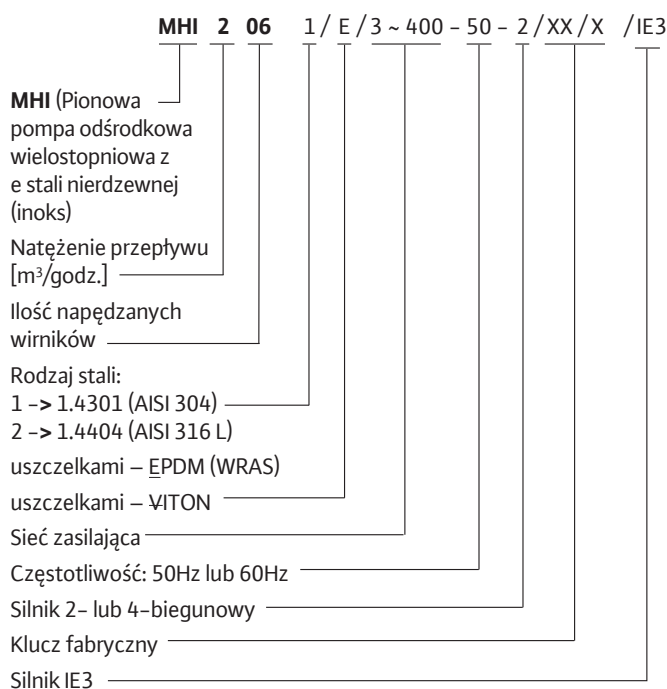 MHI 2 06 1/ E /3 ~ 400 – 50 – 2/XX/X /IE3
MHI (Pionowa
pompa odśrodkowa
wielostopniowa z
e stali nierdzewnej
(inoks)
Natężenie przepływu
[m³/godz.]
Ilość napędzanych
wirników
Rodzaj stali:
1 –> 1.4301 (AISI 304)
2 –> 1.4404 (AISI 316 L)
uszczelkami – EPDM (WRAS)
uszczelkami – VITON
Sieć zasilająca
Częstotliwość: 50Hz lub 60Hz
Silnik 2– lub 4–biegunowy
Klucz fabryczny
Silnik IE3